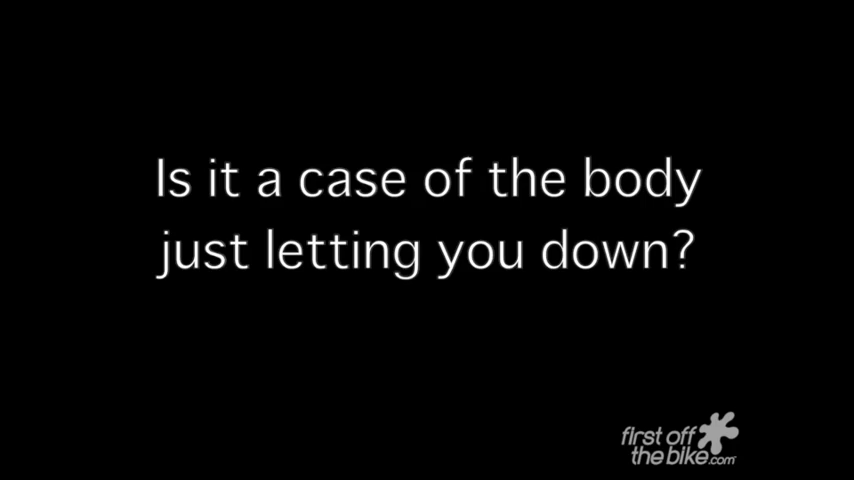 Is it a case of the body
just letting you down?
first off
the bike.com